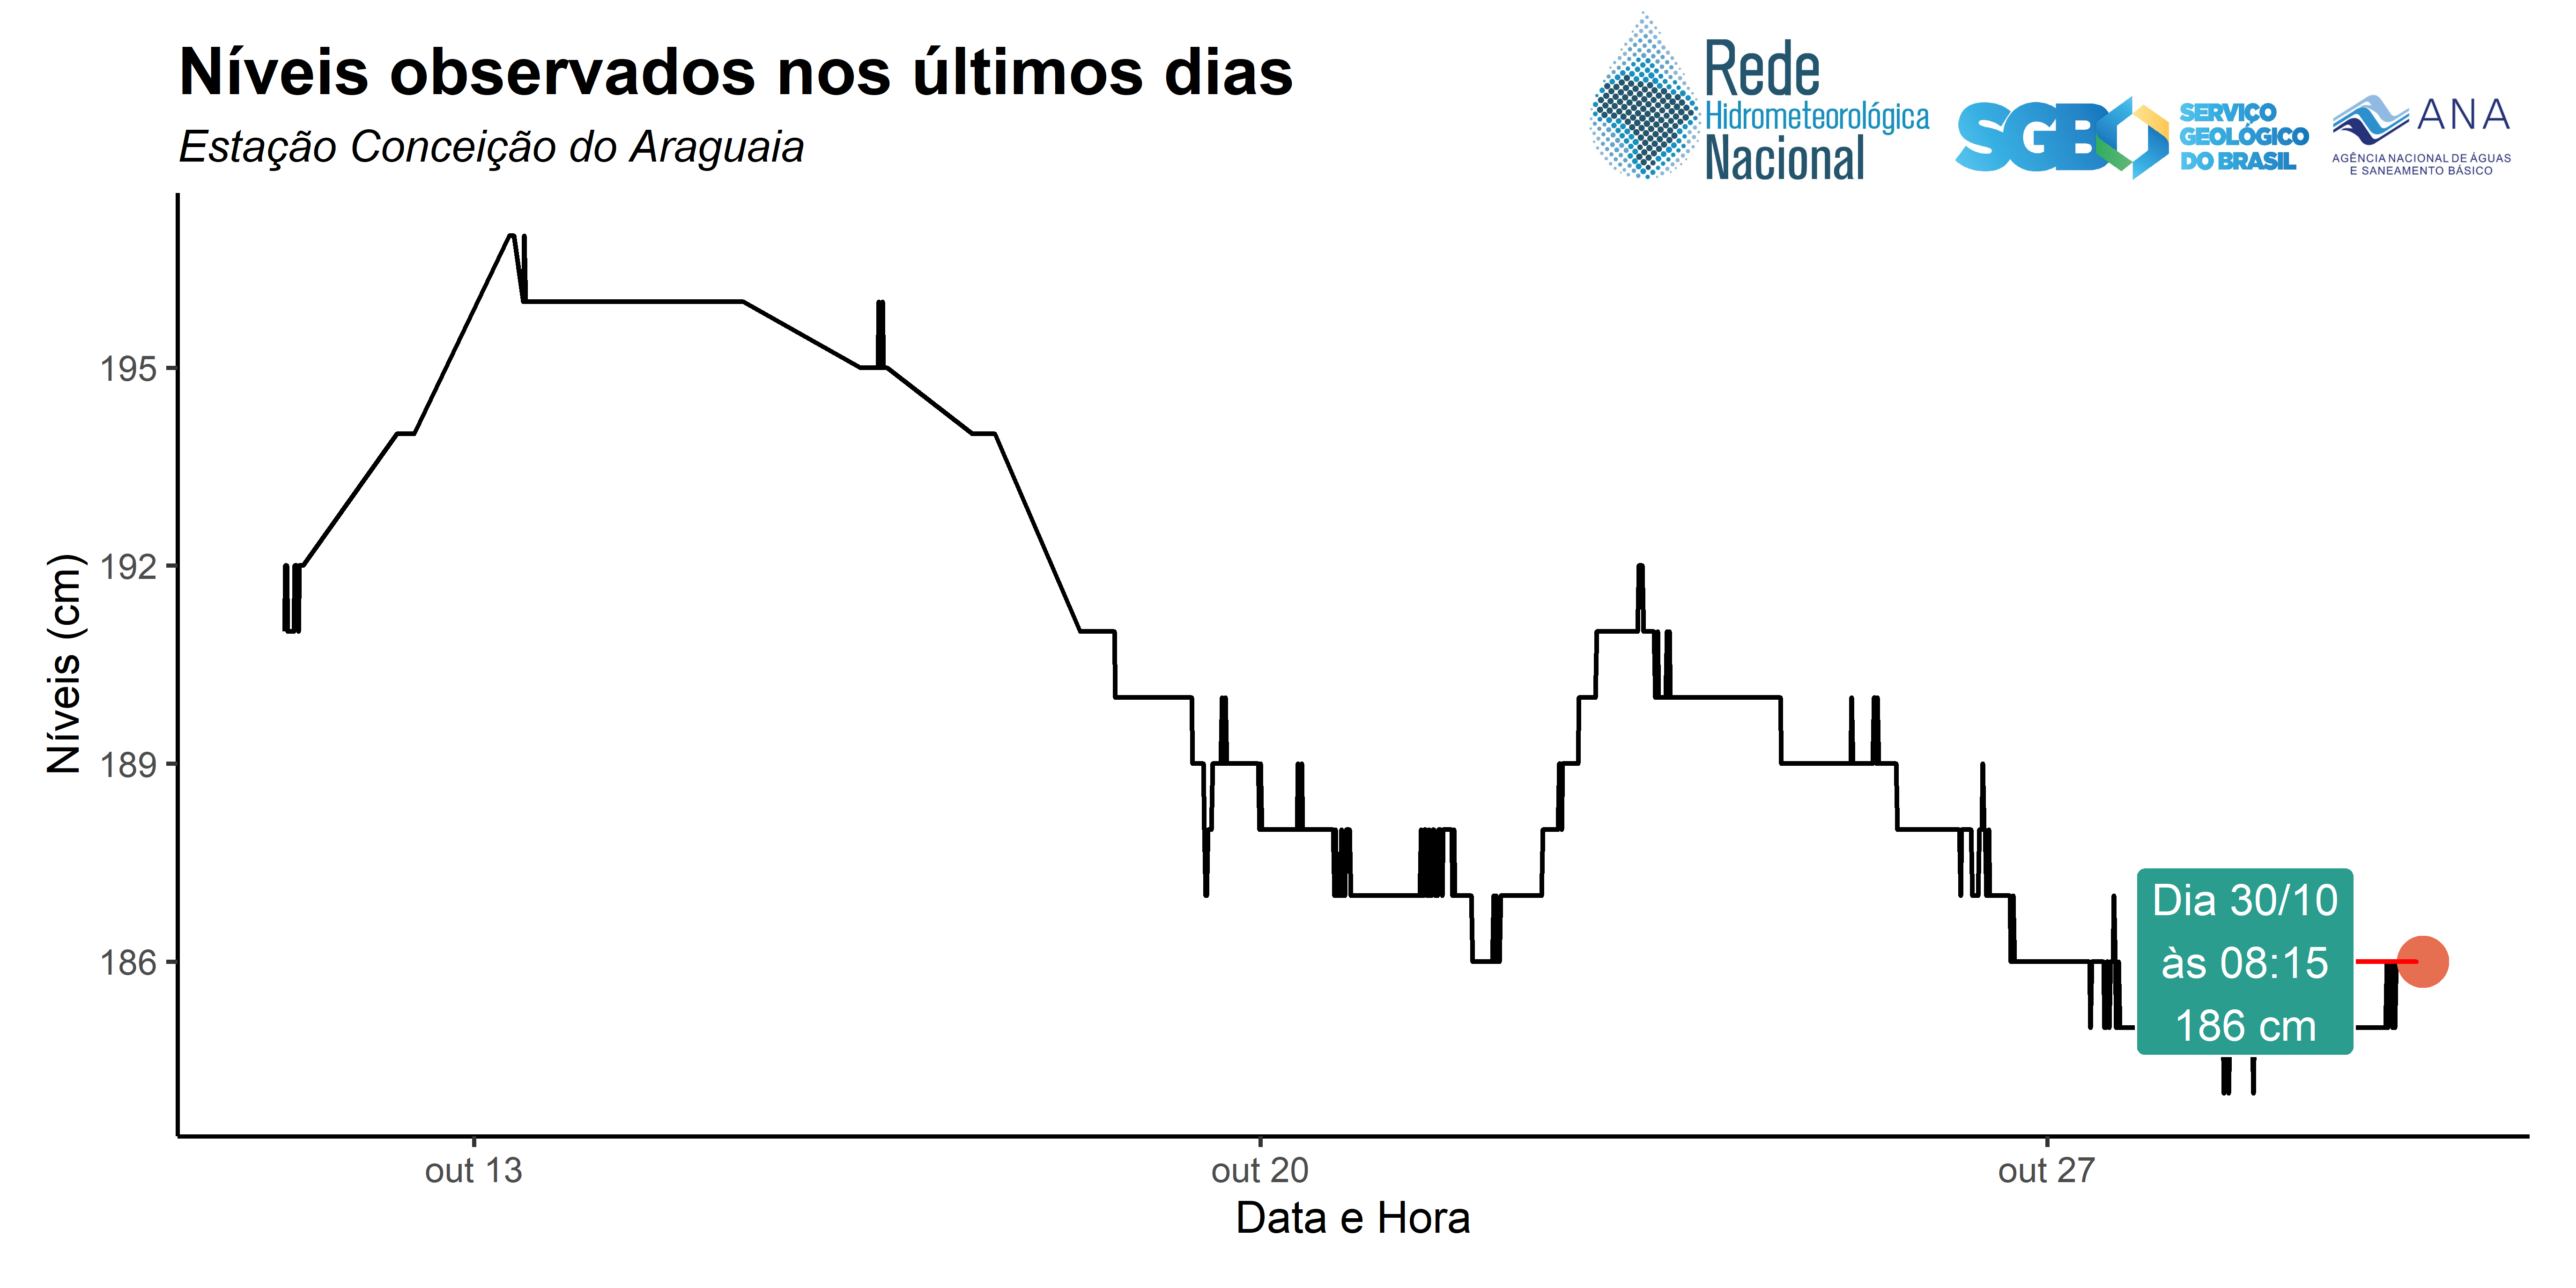 Níveis observados nos últimos dias
Estação Conceição do Araguaia
Rede
Hidrometeorológica
Nacional
SGB
SERVIÇO
GEOLÓGICO
DO BRASIL
ANA
AGÊNCIA NACIONAL DE ÁGUAS
E SANEAMENTO BÁSICO
Níveis (cm)
195
192
189
186
Dia 30/10
às 08:15
186 cm
out 13
out 20
out 27
Data e Hora